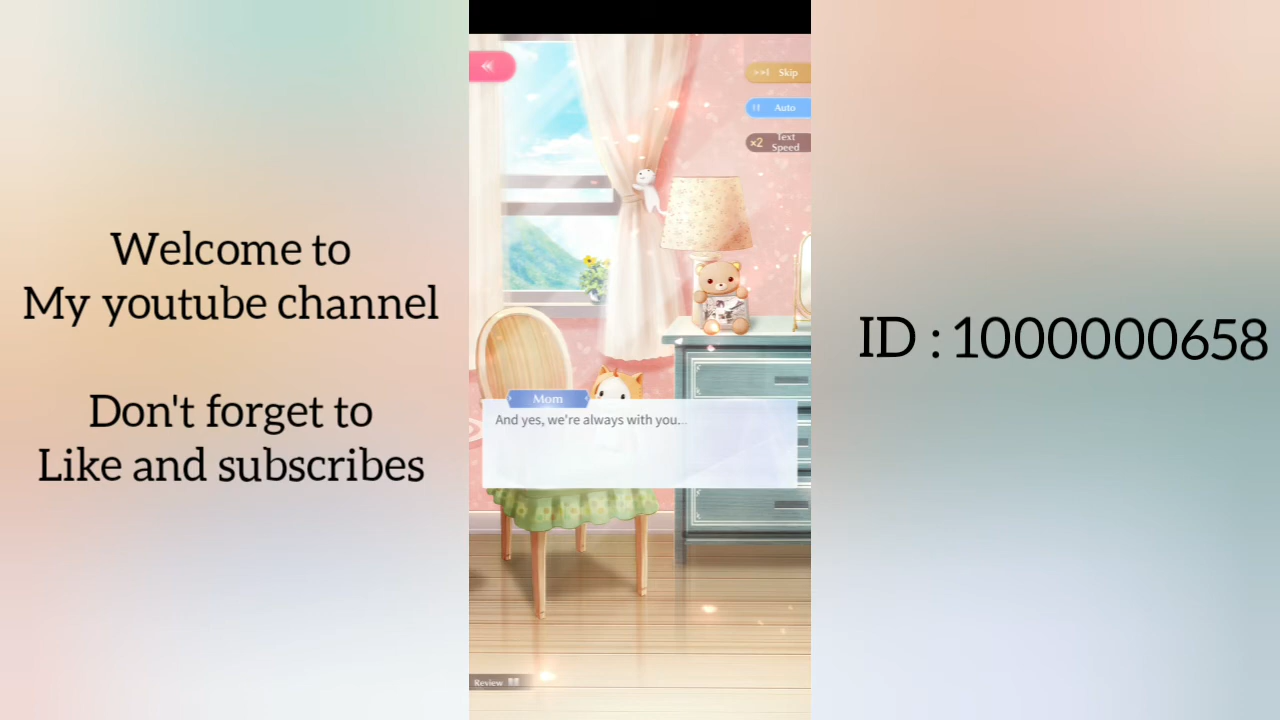 Welcome to
My youtube channel
Don't forget to
Like and subscribes
Skip
Auto
×2 Text
Speed
Mom
And yes, we're always with you...
Review
ID : 1000000658